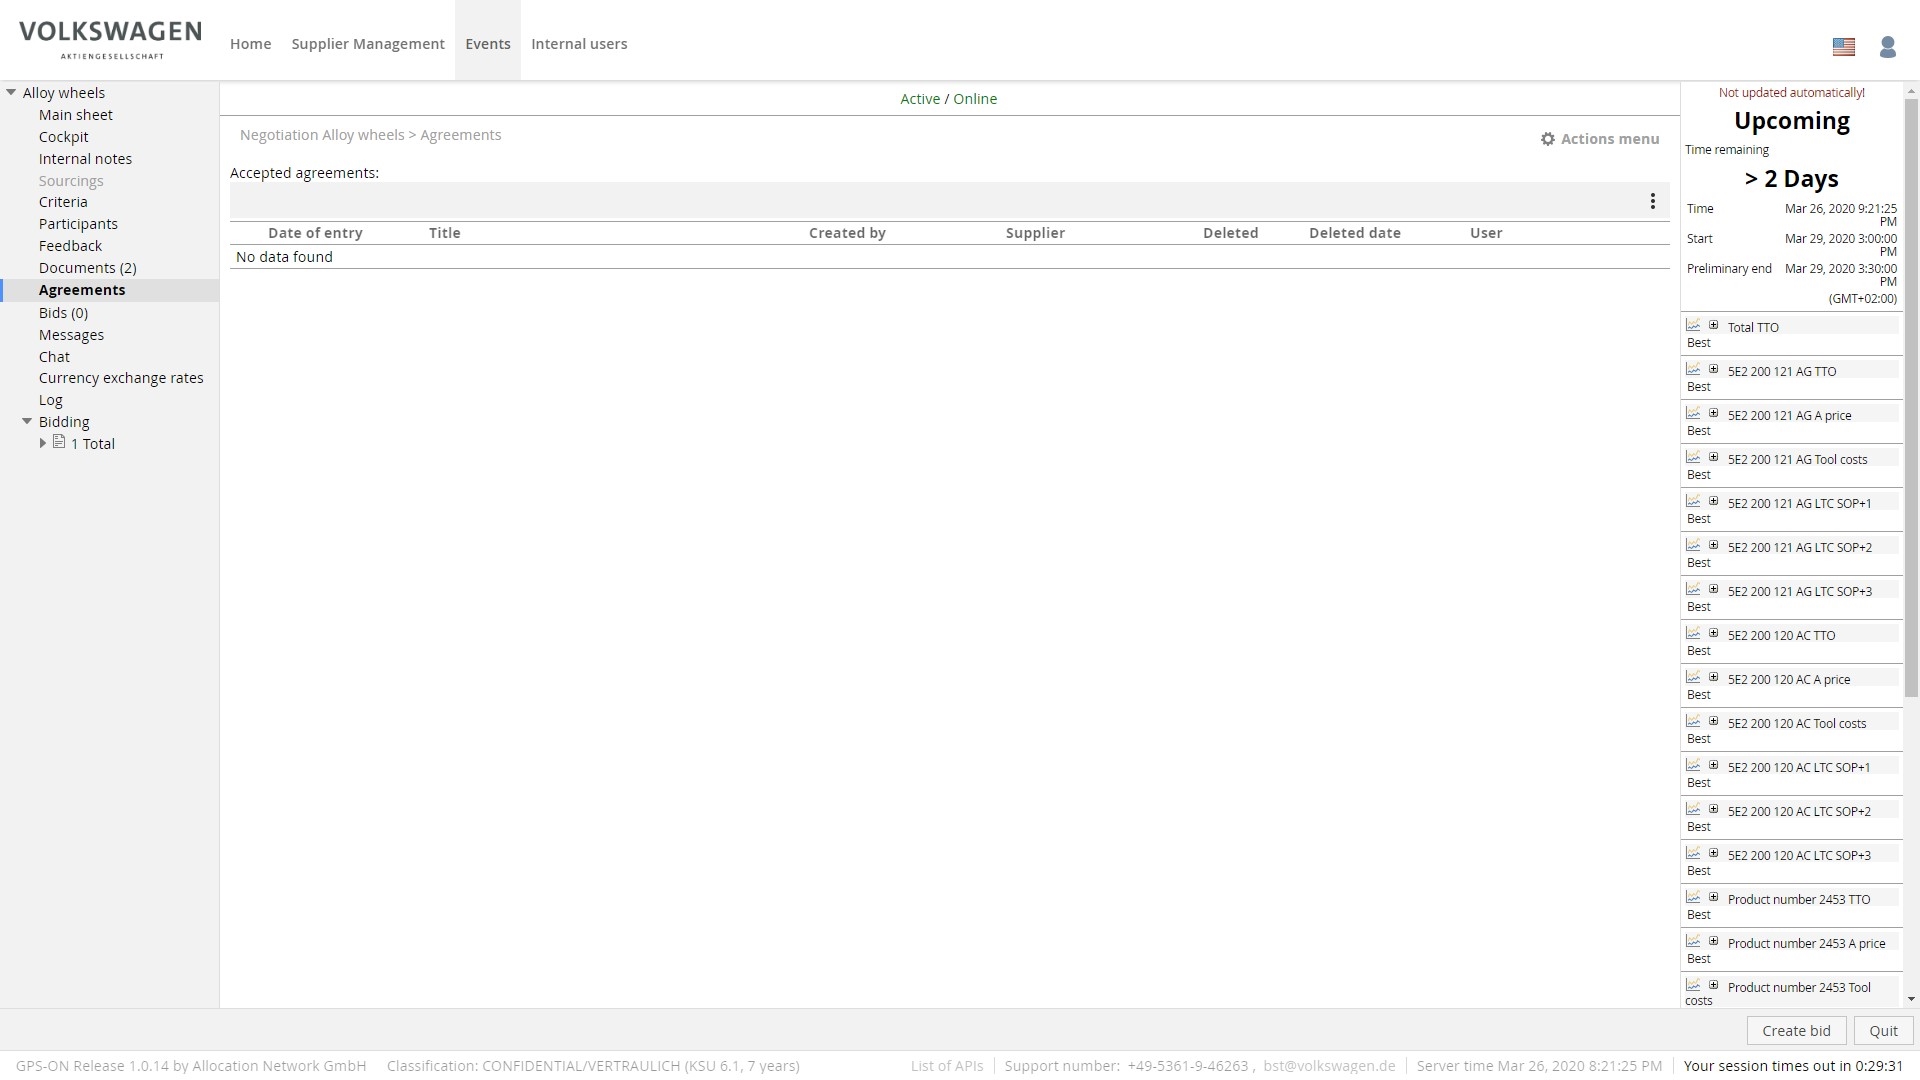 VOLKSWAGEN
AKTIENGESELLSCHAFT
Home
Supplier Management
Events
Internal users
Alloy wheels
Main sheet
Cockpit
Internal notes
Sourcings
Criteria
Participants
Feedback
Documents (2)
Agreements
Bids (0)
Messages
Chat
Currency exchange rates
Log
Bidding
1 Total
Active / Online
Negotiation Alloy wheels > Agreements
Actions menu
Accepted agreements:
Date of entry Title Created by Supplier Deleted Deleted date User
No data found
Not updated automatically!
Upcoming
Time remaining
> 2 Days
Time Mar 26, 2020 9:21:25
PM
Start Mar 29, 2020 3:00:00
PM
Preliminary end Mar 29, 2020 3:30:00
PM
(GMT+02:00)
Total TTO
Best
5E2 200 121 AG TTO
Best
5E2 200 121 AG A price
Best
5E2 200 121 AG Tool costs
Best
5E2 200 121 AG LTC SOP+1
Best
5E2 200 121 AG LTC SOP+2
Best
5E2 200 121 AG LTC SOP+3
Best
5E2 200 120 AC TTO
Best
5E2 200 120 AC A price
Best
5E2 200 120 AC Tool costs
Best
5E2 200 120 AC LTC SOP+1
Best
5E2 200 120 AC LTC SOP+2
Best
5E2 200 120 AC LTC SOP+3
Best
Product number 2453 TTO
Best
Product number 2453 A price
Best
Product number 2453 Tool
costs
Create bid
Quit
GPS-ON Release 1.0.14 by Allocation Network GmbH Classification: CONFIDENTIAL/VERTRAULICH (KSU 6.1, 7 years) List of APIs Support number: +49-5361-9-46263 , bst@volkswagen.de Server time Mar 26, 2020 8:21:25 PM Your session times out in 0:29:31